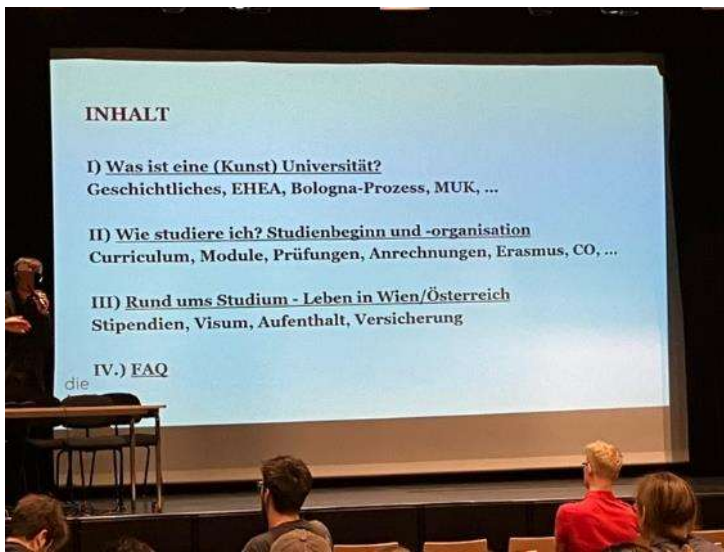 INHALT
I) Was ist eine (Kunst) Universität?
Geschichtliches, EHEA, Bologna-Prozess, MUK, ...
II) Wie studiere ich? Studienbeginn und -organisation
Curriculum, Module, Prüfungen, Anrechnungen, Erasmus, CO, ...
III) Rund ums Studium - Leben in Wien/Österreich
Stipendien, Visum, Aufenthalt, Versicherung
IV.) FAQ
die